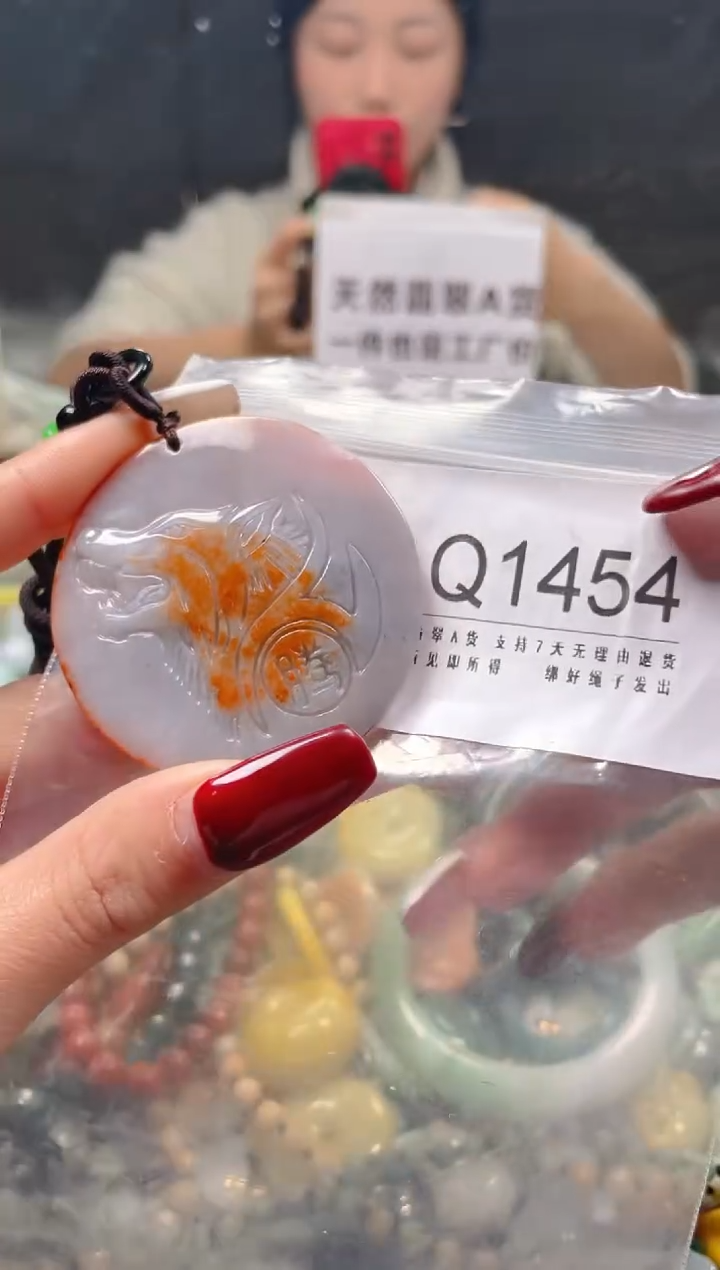 天然翡翠A货
一件也是工厂价
腾
Q1454
翠A货 支持7天无理由退货
见即所得 绑好绳子发出